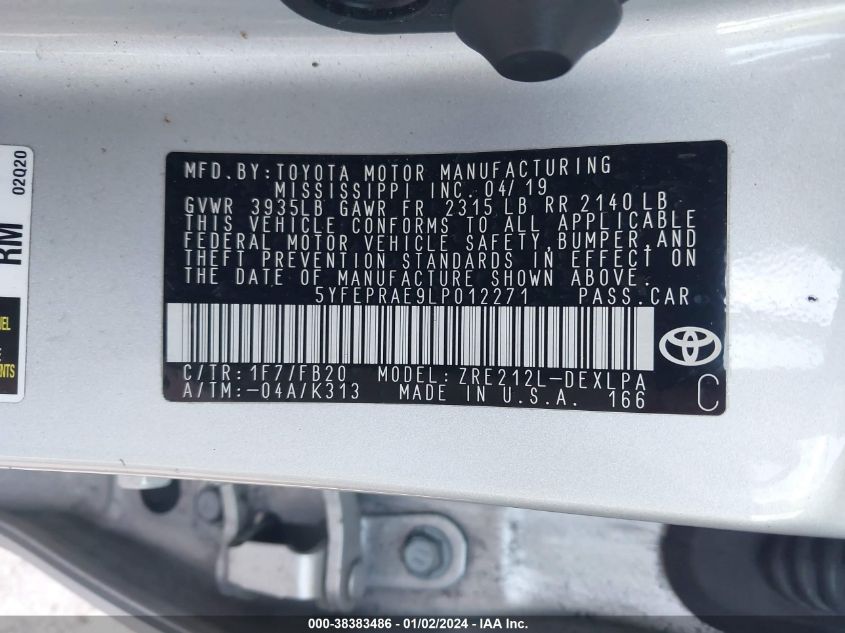 MFD.BY:TOYOTA MOTOR MANUFACTURING
MISSISSIPPI INC.04/19
GVWR 3935LB GAWR FR 2315 LB RR 2140 LB
THIS VEHICLE CONFORMS TO ALL APPLICABLE
FEDERAL MOTOR VEHICLE SAFETY,BUMPER,AND
THEFT PREVENTION STANDARDS IN EFFECT ON
THE DATE OF MANUFACTURE SHOWN ABOVE.
5YFEPRAE9LP012271 PASS.CAR
C/TR:1F7/FB20 MODEL:ZRE212L-DEXLPA
A/TM:-04A/K313 MADE IN U.S.A. 166 C
02Q20
RM
000-38383486 - 01/02/2024 - IAA Inc.